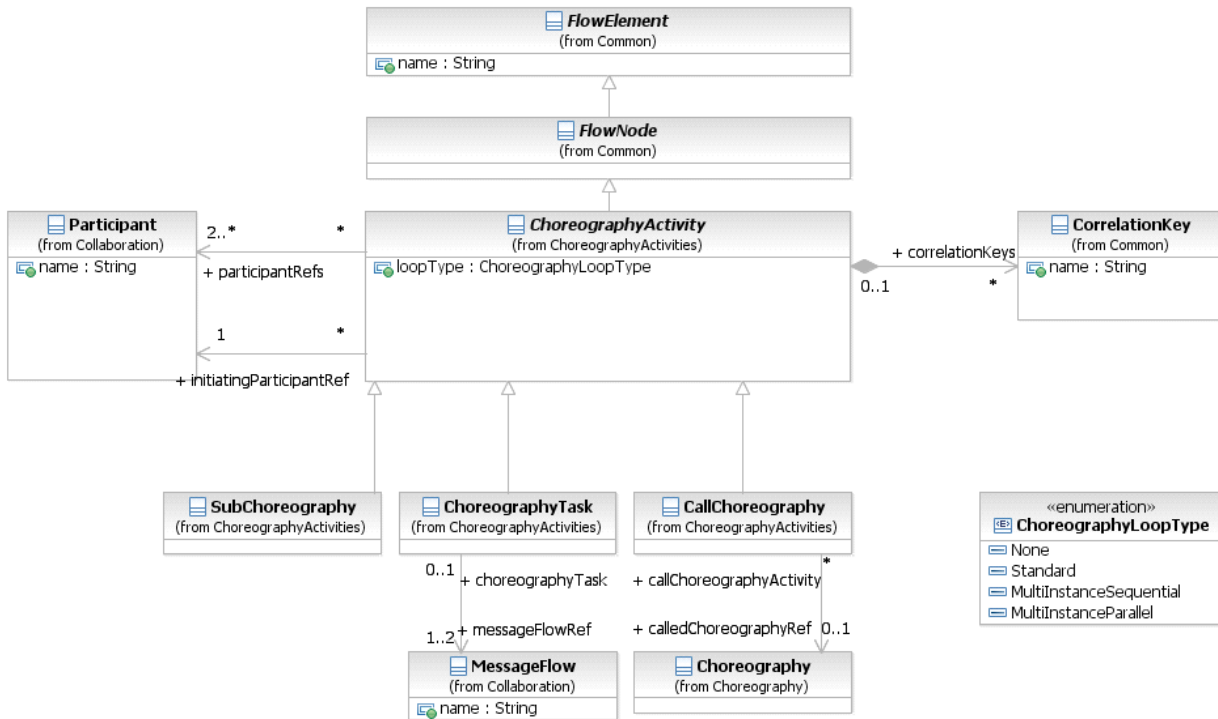 FlowElement
(from Common)
name : String
FlowNode
(from Common)
Participant
(from Collaboration)
name : String
2..*
*
+ participantRefs
1
*
+ initiatingParticipantRef
ChoreographyActivity
(from ChoreographyActivities)
loopType : ChoreographyLoopType
+ correlationKeys
0..1
*
CorrelationKey
(from Common)
name : String
SubChoreography
(from ChoreographyActivities)
ChoreographyTask
(from ChoreographyActivities)
CallChoreography
(from ChoreographyActivities)
«enumeration»
ChoreographyLoopType
None
Standard
MultiInstanceSequential
MultiInstanceParallel
0..1
+ choreographyTask
1..2
+ messageFlowRef
*
+ callChoreographyActivity
+ calledChoreographyRef
0..1
MessageFlow
(from Collaboration)
name : String
Choreography
(from Choreography)